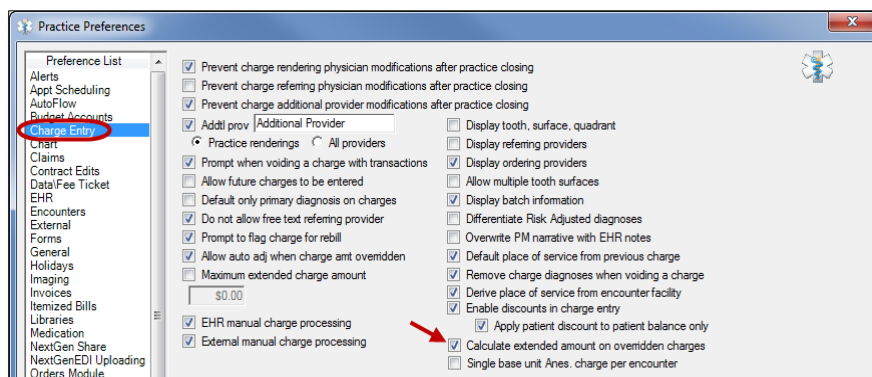 Practice Preferences
x
Preference List
Alerts
Appt Scheduling
AutoFlow
Budget Accounts
Charge Entry
Chart
Claims
Contract Edits
Data\Fee Ticket
EHR
Encounters
External
Forms
General
Holidays
Imaging
Invoices
Itemized Bills
Libraries
Medication
NextGen Share
NextGenEDI Uploading
Orders Module
Prevent charge rendering physician modifications after practice closing
Prevent charge referring physician modifications after practice closing
Prevent charge additional provider modifications after practice closing
Addtl prov Additional Provider
Practice renderings All providers
Prompt when voiding a charge with transactions
Allow future charges to be entered
Default only primary diagnosis on charges
Do not allow free text referring provider
Prompt to flag charge for rebill
Allow auto adj when charge amt overridden
Maximum extended charge amount
$0.00
EHR manual charge processing
External manual charge processing
Display tooth, surface, quadrant
Display referring providers
Display ordering providers
Allow multiple tooth surfaces
Display batch information
Differentiate Risk Adjusted diagnoses
Overwrite PM narrative with EHR notes
Default place of service from previous charge
Remove charge diagnoses when voiding a charge
Derive place of service from encounter facility
Enable discounts in charge entry
Apply patient discount to patient balance only
Calculate extended amount on overridden charges
Single base unit Anes. charge per encounter